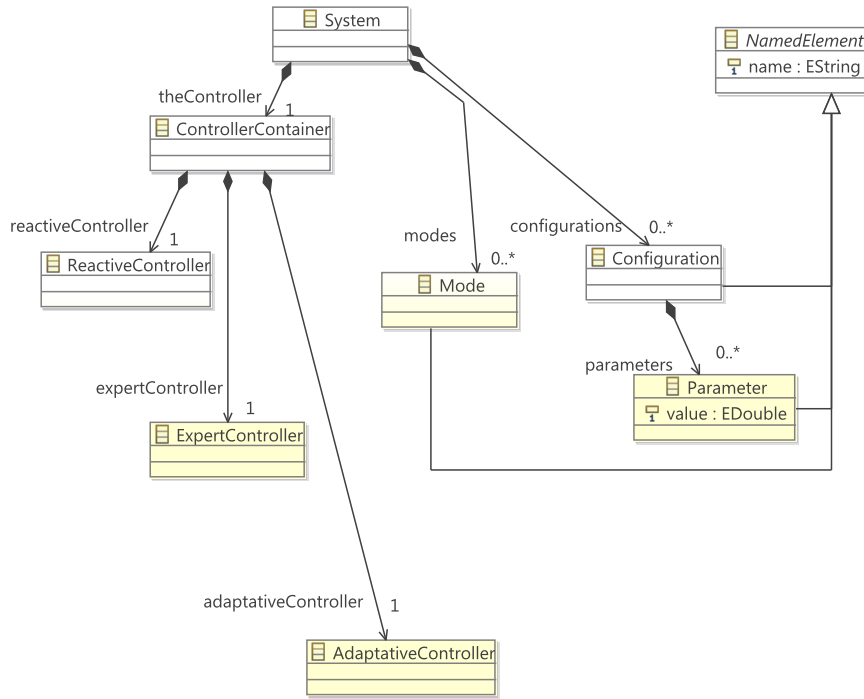 System
NamedElement
name : EString
theController
1
ControllerContainer
reactiveController
1
ReactiveController
modes
0..*
Mode
configurations
0..*
Configuration
parameters
0..*
Parameter
value : EDouble
expertController
1
ExpertController
adaptativeController
1
AdaptativeController